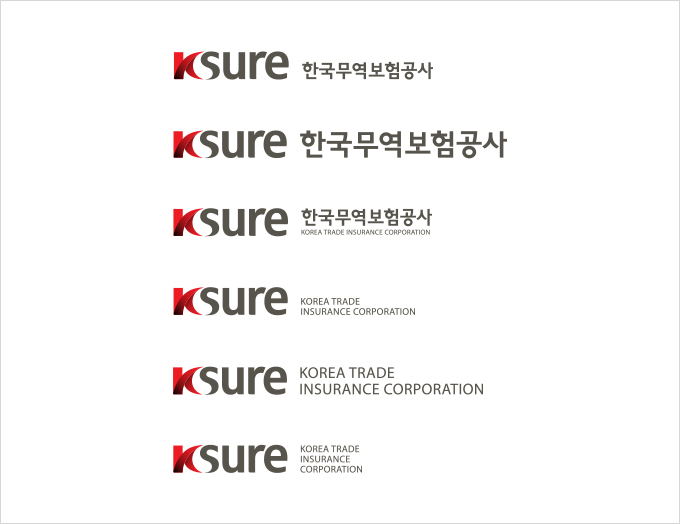 ksure 한국무역보험공사
ksure 한국무역보험공사
ksure 한국무역보험공사
KOREA TRADE INSURANCE CORPORATION
ksure KOREA TRADE
INSURANCE CORPORATION
ksure KOREA TRADE
INSURANCE CORPORATION
ksure KOREA TRADE
INSURANCE
CORPORATION